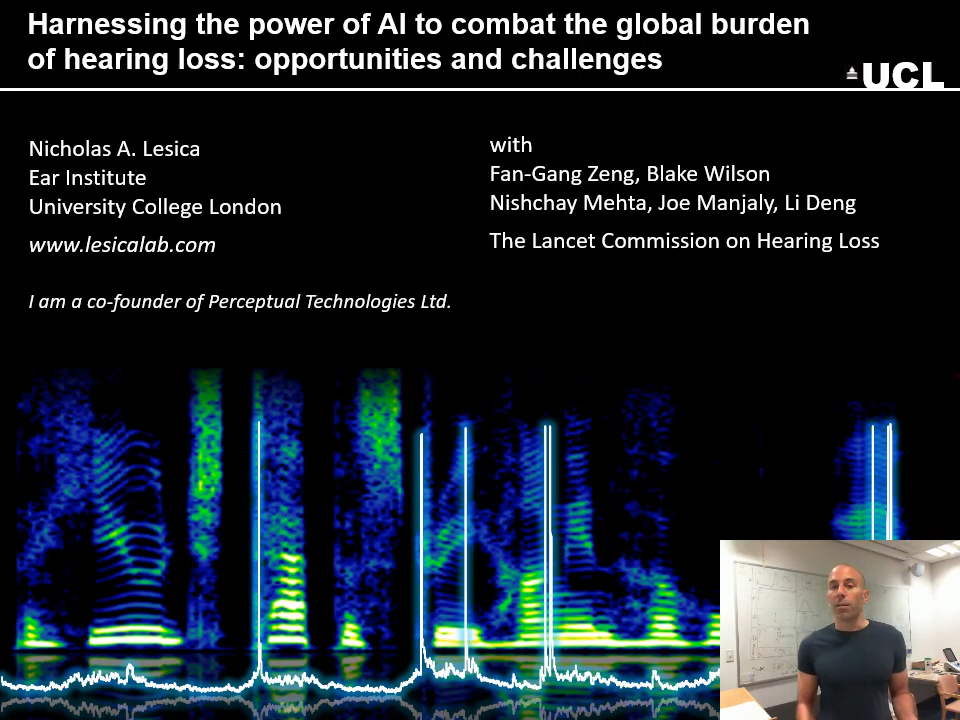 Harnessing the power of AI to combat the global burden
of hearing loss: opportunities and challenges
UCL
Nicholas A. Lesica
Ear Institute
University College London
www.lesicalab.com
I am a co-founder of Perceptual Technologies Ltd.
with
Fan-Gang Zeng, Blake Wilson
Nishchay Mehta, Joe Manjaly, Li Deng
The Lancet Commission on Hearing Loss